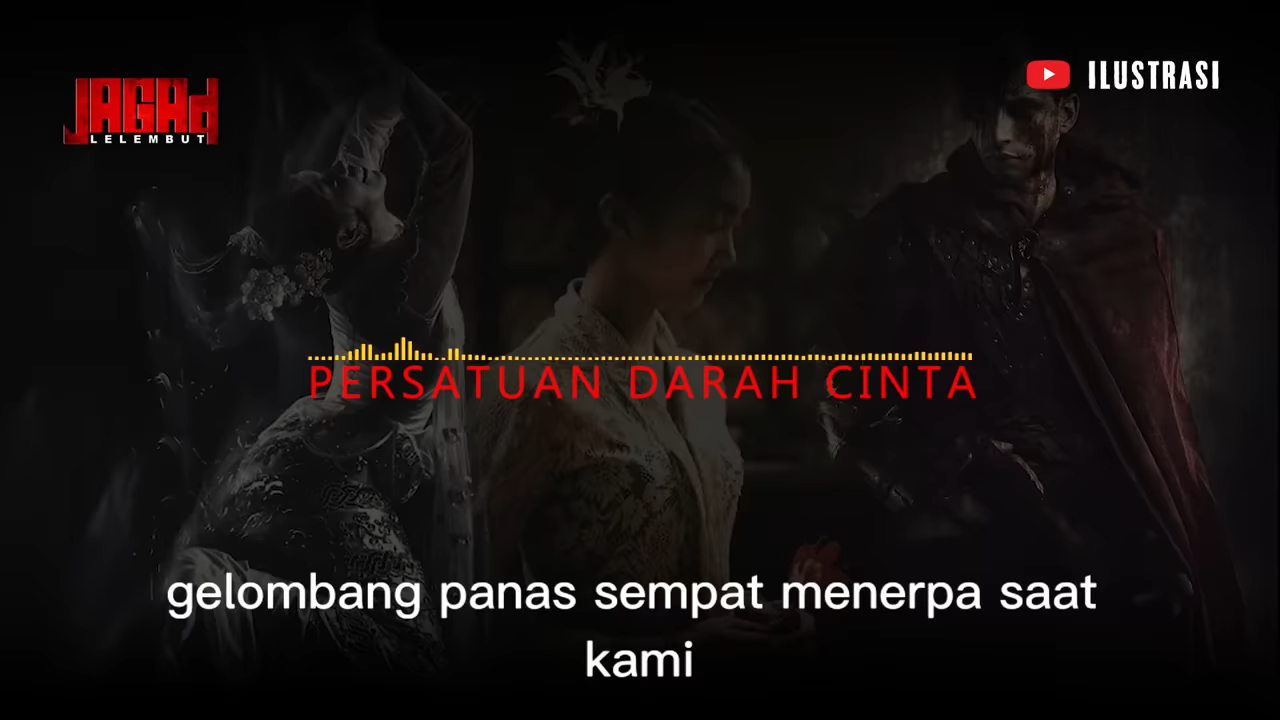 JAGAd
LELEMBUT
ILUSTRASI
PERSATUAN DARAH CINTA
gelombang panas sempat menerpa saat
kami